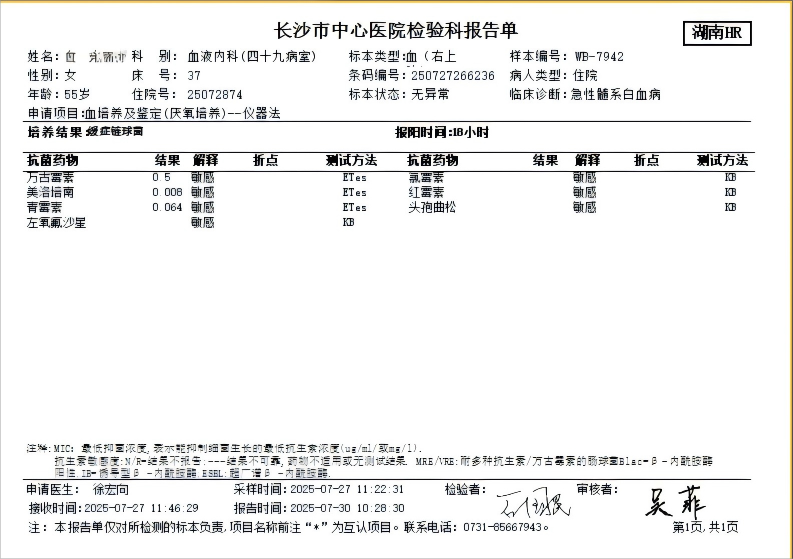 长沙市中心医院检验科报告单
湖南HR
姓名: 血 科 别: 血液内科(四十九病室) 标本类型:血（右上 样本编号: WB-7942
性别: 女 床 号: 37 条码编号: 250727266236 病人类型: 住院
年龄: 55岁 住院号: 25072874 标本状态: 无异常 临床诊断: 急性髓系白血病
申请项目:血培养及鉴定(厌氧培养)--仪器法
培养结果:缓症链球菌 报阳时间:18小时
抗菌药物 结果 解释 折点 测试方法 抗菌药物 结果 解释 折点 测试方法
万古霉素 0.5 敏感 ETes 氯霉素 敏感 KB
美洛培南 0.008 敏感 ETes 红霉素 敏感 KB
青霉素 0.064 敏感 ETes 头孢曲松 敏感 KB
左氧氟沙星 敏感 KB
注释:MIC: 最低抑菌浓度,表示能抑制细菌生长的最低抗生素浓度(ug/ml/或mg/l).
抗生素敏感度:N/R=结果不报告:---结果不可靠,药物不适用或无测试结果. MRE/VRE:耐多种抗生素/万古霉素的肠球菌Blac=β-内酰胺酶
阳性.IB=诱导型β-内酰胺酶.ESBL:超广谱β-内酰胺酶.
申请医生: 徐宏向 采样时间:2025-07-27 11:22:31 检验者: 审核者: 吴菲
接收时间:2025-07-27 11:46:29 报告时间:2025-07-30 10:28:30
注: 本报告单仅对所检测的标本负责,项目名称前注“*”为互认项目。联系电话: 0731-85667943。 第1页,共1页